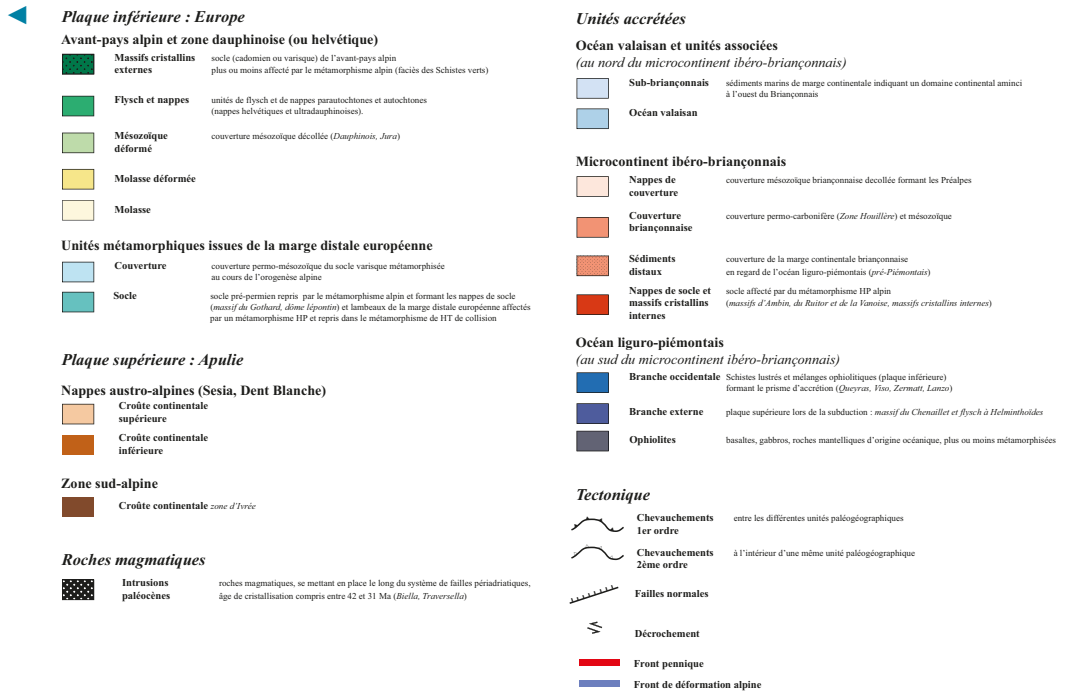 Plaque inférieure : Europe
Avant-pays alpin et zone dauphinoise (ou helvétique)
Massifs cristallins
externes
socle (cadomien ou varisque) de l'avant-pays alpin
plus ou moins affecté par le métamorphisme alpin (faciès des Schistes verts)
Flysch et nappes
unités de flysch et de nappes parautochtones et autochtones
(nappes helvétiques et ultradauphinoises).
Mésozoïque
déformé
couverture mésozoïque décollée (Dauphinois, Jura)
Molasse déformée
Molasse
Unités métamorphiques issues de la marge distale européenne
Couverture
couverture permo-mésozoïque du socle varisque métamorphisée
au cours de l'orogenèse alpine
Socle
socle pré-permien repris par le métamorphisme alpin et formant les nappes de socle
(massif du Gothard, dôme lépontin) et lambeaux de la marge distale européenne affectés
par un métamorphisme HP et repris dans le métamorphisme de HT de collision
Plaque supérieure : Apulie
Nappes austro-alpines (Sesia, Dent Blanche)
Croûte continentale
supérieure
Croûte continentale
inférieure
Zone sud-alpine
Croûte continentale zone d'Ivrée
Roches magmatiques
Intrusions
paléocènes
roches magmatiques, se mettant en place le long du système de failles périadriatiques,
âge de cristallisation compris entre 42 et 31 Ma (Biella, Traversella)
Unités accrétées
Océan valaisan et unités associées
(au nord du microcontinent ibéro-briançonnais)
Sub-briançonnais
sédiments marins de marge continentale indiquant un domaine continental aminci
à l'ouest du Briançonnais
Océan valaisan
Microcontinent ibéro-briançonnais
Nappes de
couverture
couverture mésozoïque briançonnaise decollée formant les Préalpes
Couverture
briançonnaise
couverture permo-carbonifère (Zone Houillère) et mésozoïque
Sédiments
distaux
couverture de la marge continentale briançonnaise
en regard de l'océan liguro-piémontais (pré-Piémontais)
Nappes de socle et
massifs cristallins
internes
socle affecté par du métamorphisme HP alpin
(massifs d'Ambin, du Ruitor et de la Vanoise, massifs cristallins internes)
Océan liguro-piémontais
(au sud du microcontinent ibéro-briançonnais)
Branche occidentale
Schistes lustrés et mélanges ophiolitiques (plaque inférieure)
formant le prisme d'accrétion (Queyras, Viso, Zermatt, Lanzo)
Branche externe
plaque supérieure lors de la subduction : massif du Chenaillet et flysch à Helminthoïdes
Ophiolites
basaltes, gabbros, roches mantelliques d'origine océanique, plus ou moins métamorphisées
Tectonique
Chevauchements
1er ordre
entre les différentes unités paléogéographiques
Chevauchements
2ème ordre
à l'intérieur d'une même unité paléogéographique
Failles normales
Décrochement
Front pennique
Front de déformation alpine